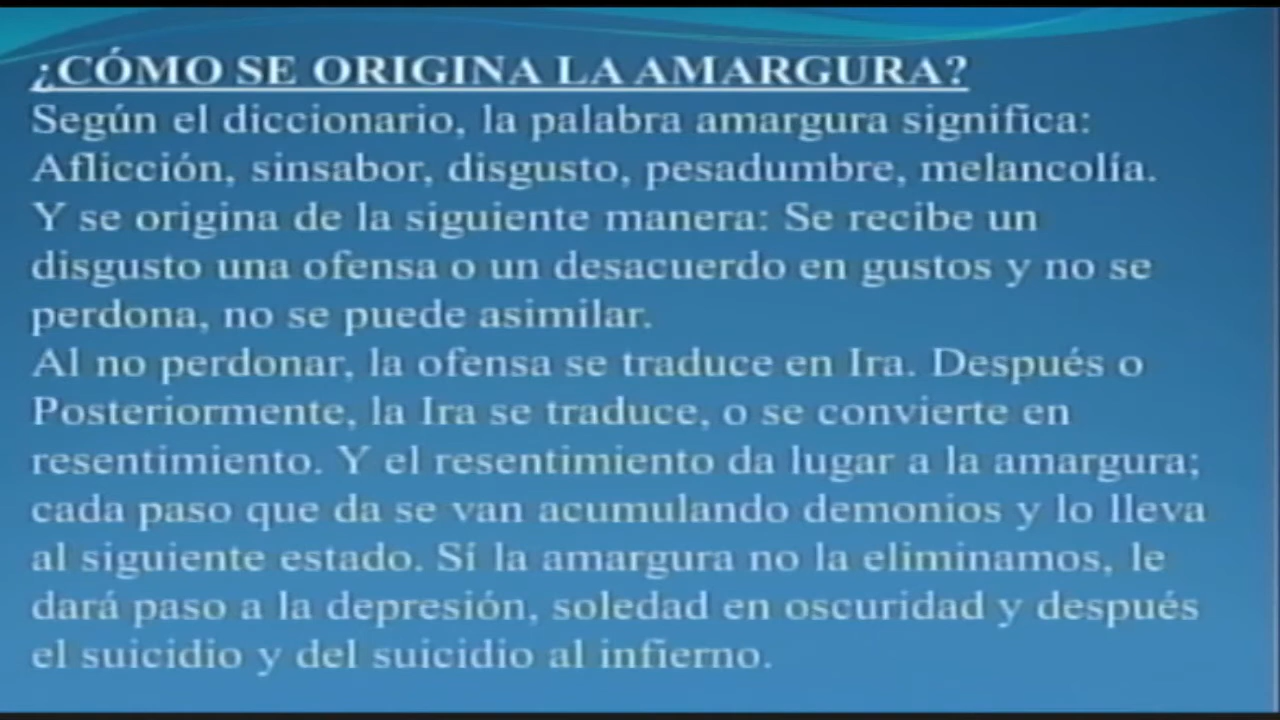 ¿CÓMO SE ORIGINA LA AMARGURA?
Según el diccionario, la palabra amargura significa:
Aflicción, sinsabor, disgusto, pesadumbre, melancolía.
Y se origina de la siguiente manera: Se recibe un
disgusto una ofensa o un desacuerdo en gustos y no se
perdona, no se puede asimilar.
Al no perdonar, la ofensa se traduce en Ira. Después o
Posteriormente, la Ira se traduce, o se convierte en
resentimiento. Y el resentimiento da lugar a la amargura;
cada paso que da se van acumulando demonios y lo lleva
al siguiente estado. Sí la amargura no la eliminamos, le
dará paso a la depresión, soledad en oscuridad y después
el suicidio y del suicidio al infierno.